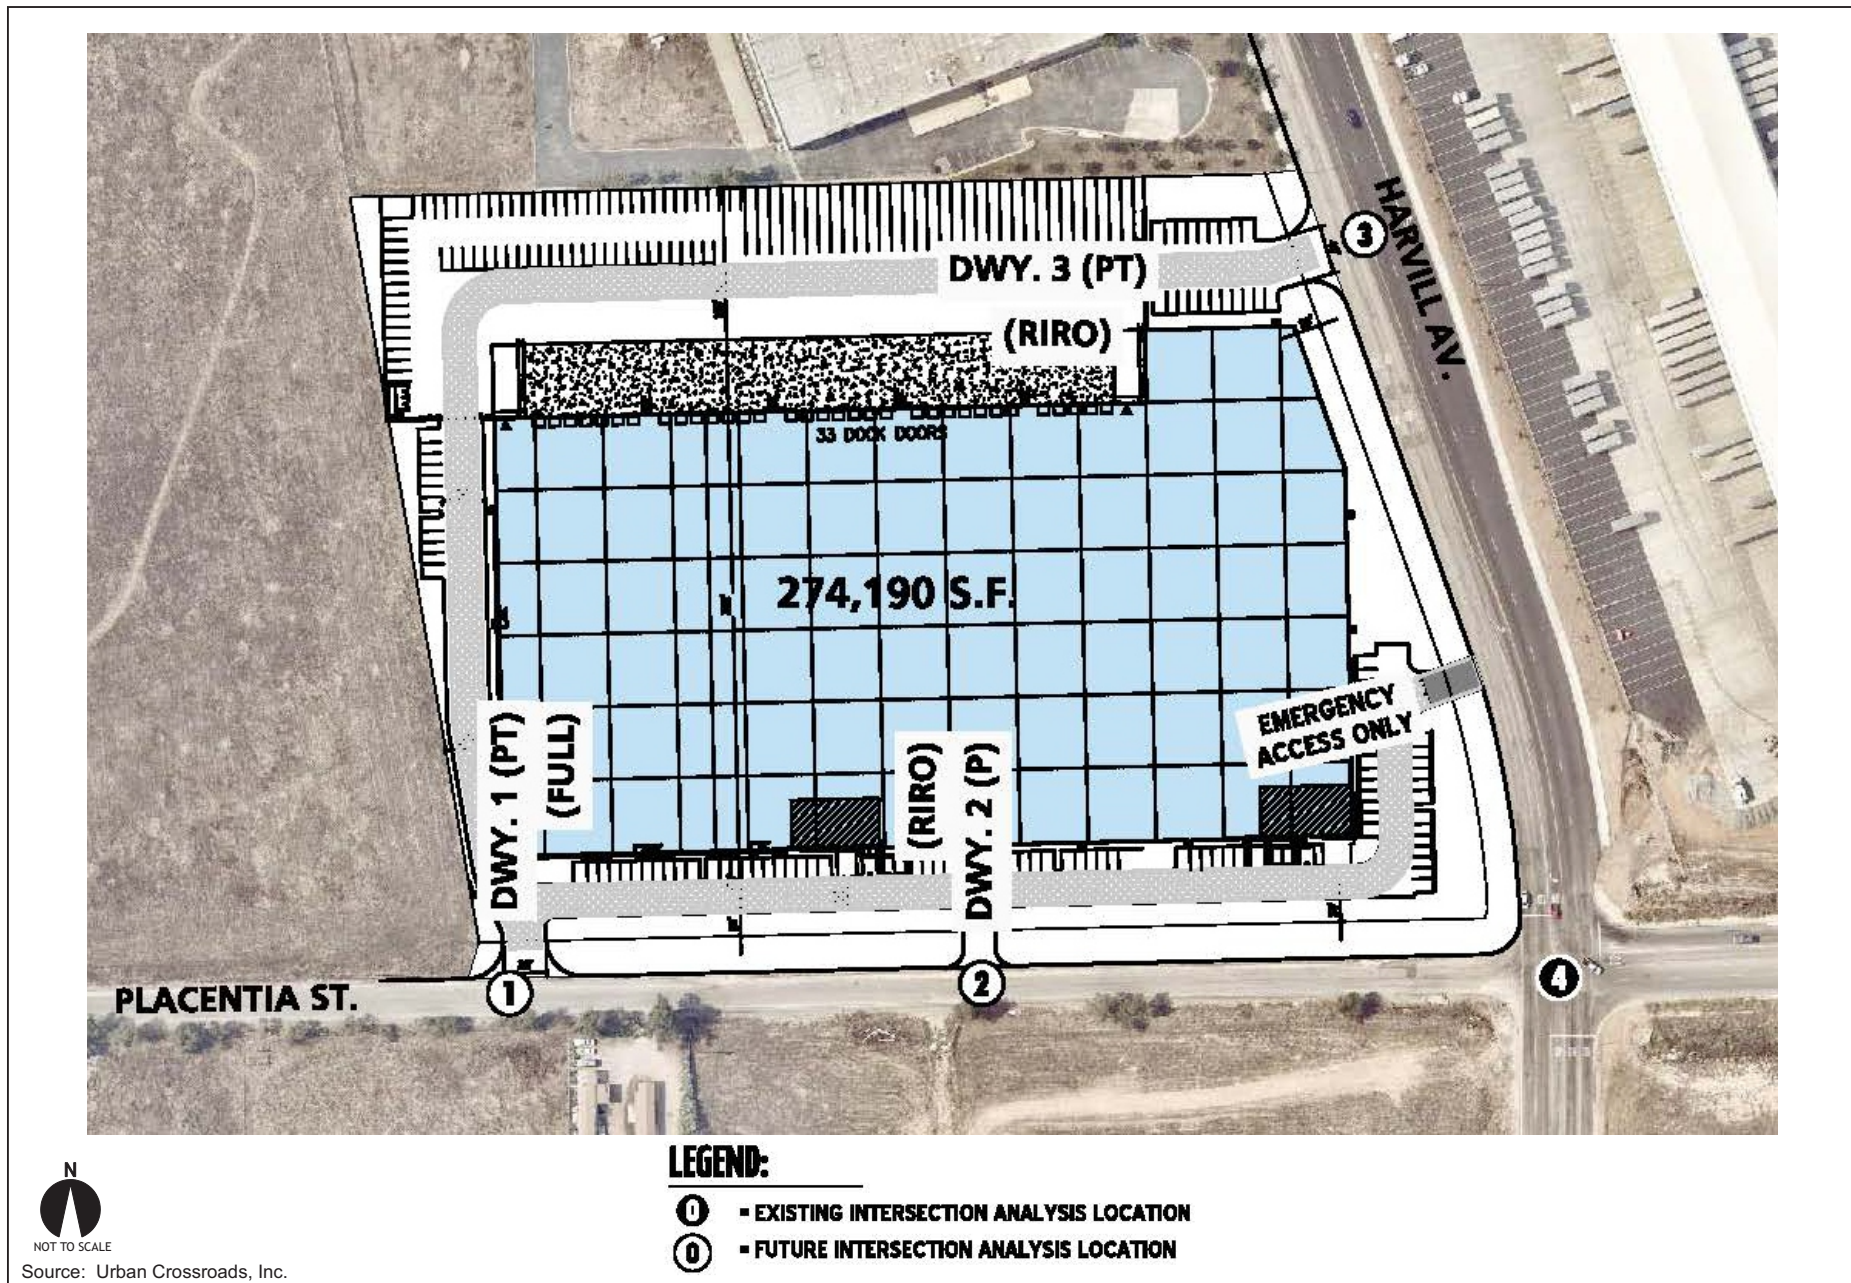 HARVILL AV.
3
DWY. 3 (PT)
(RIRO)
33 DOCK DOORS
274,190 S.F.
EMERGENCY
ACCESS ONLY
DWY. 1 (PT)
(FULL)
(RIRO)
DWY. 2 (P)
PLACENTIA ST.
1
2
4
LEGEND:
0 = EXISTING INTERSECTION ANALYSIS LOCATION
0 = FUTURE INTERSECTION ANALYSIS LOCATION
N
NOT TO SCALE
Source: Urban Crossroads, Inc.